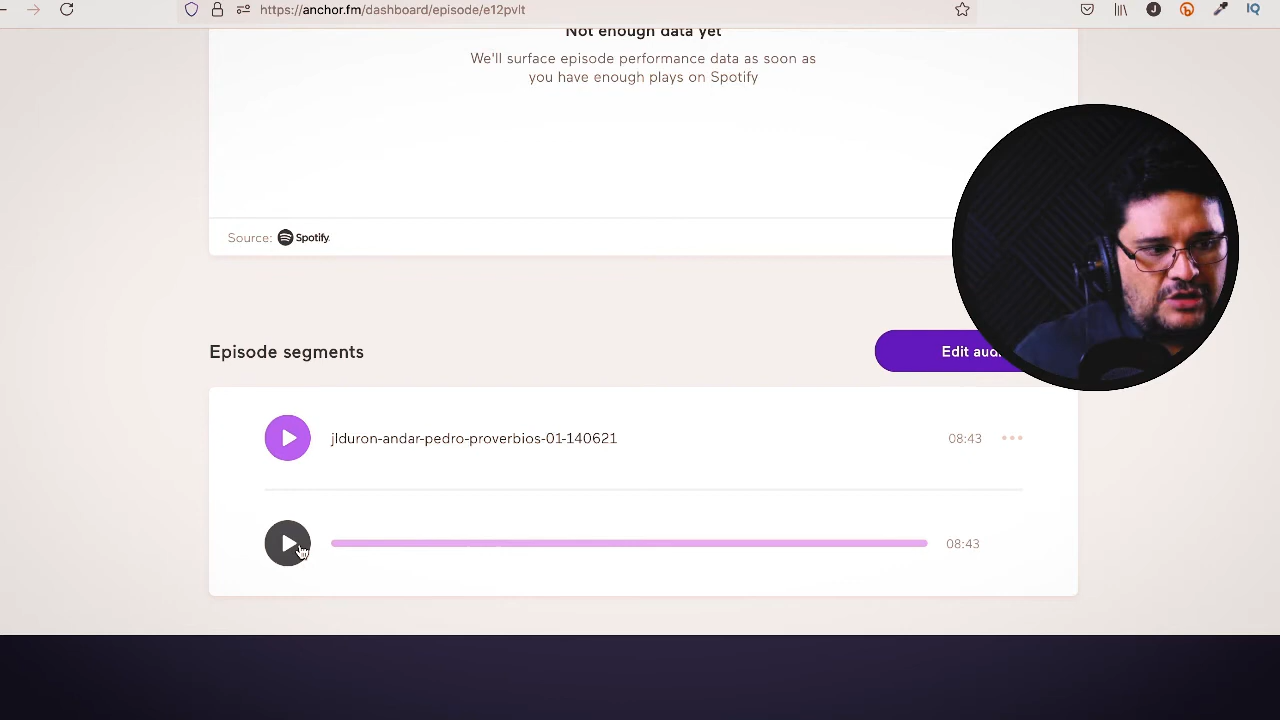 https://anchor.fm/dashboard/episode/e12pvlt
J
b
IQ
Not enough data yet
We'll surface episode performance data as soon as
you have enough plays on Spotify
Source: Spotify
Episode segments
Edit
jlduron-andar-pedro-proverbios-01-140621
08:43
08:43